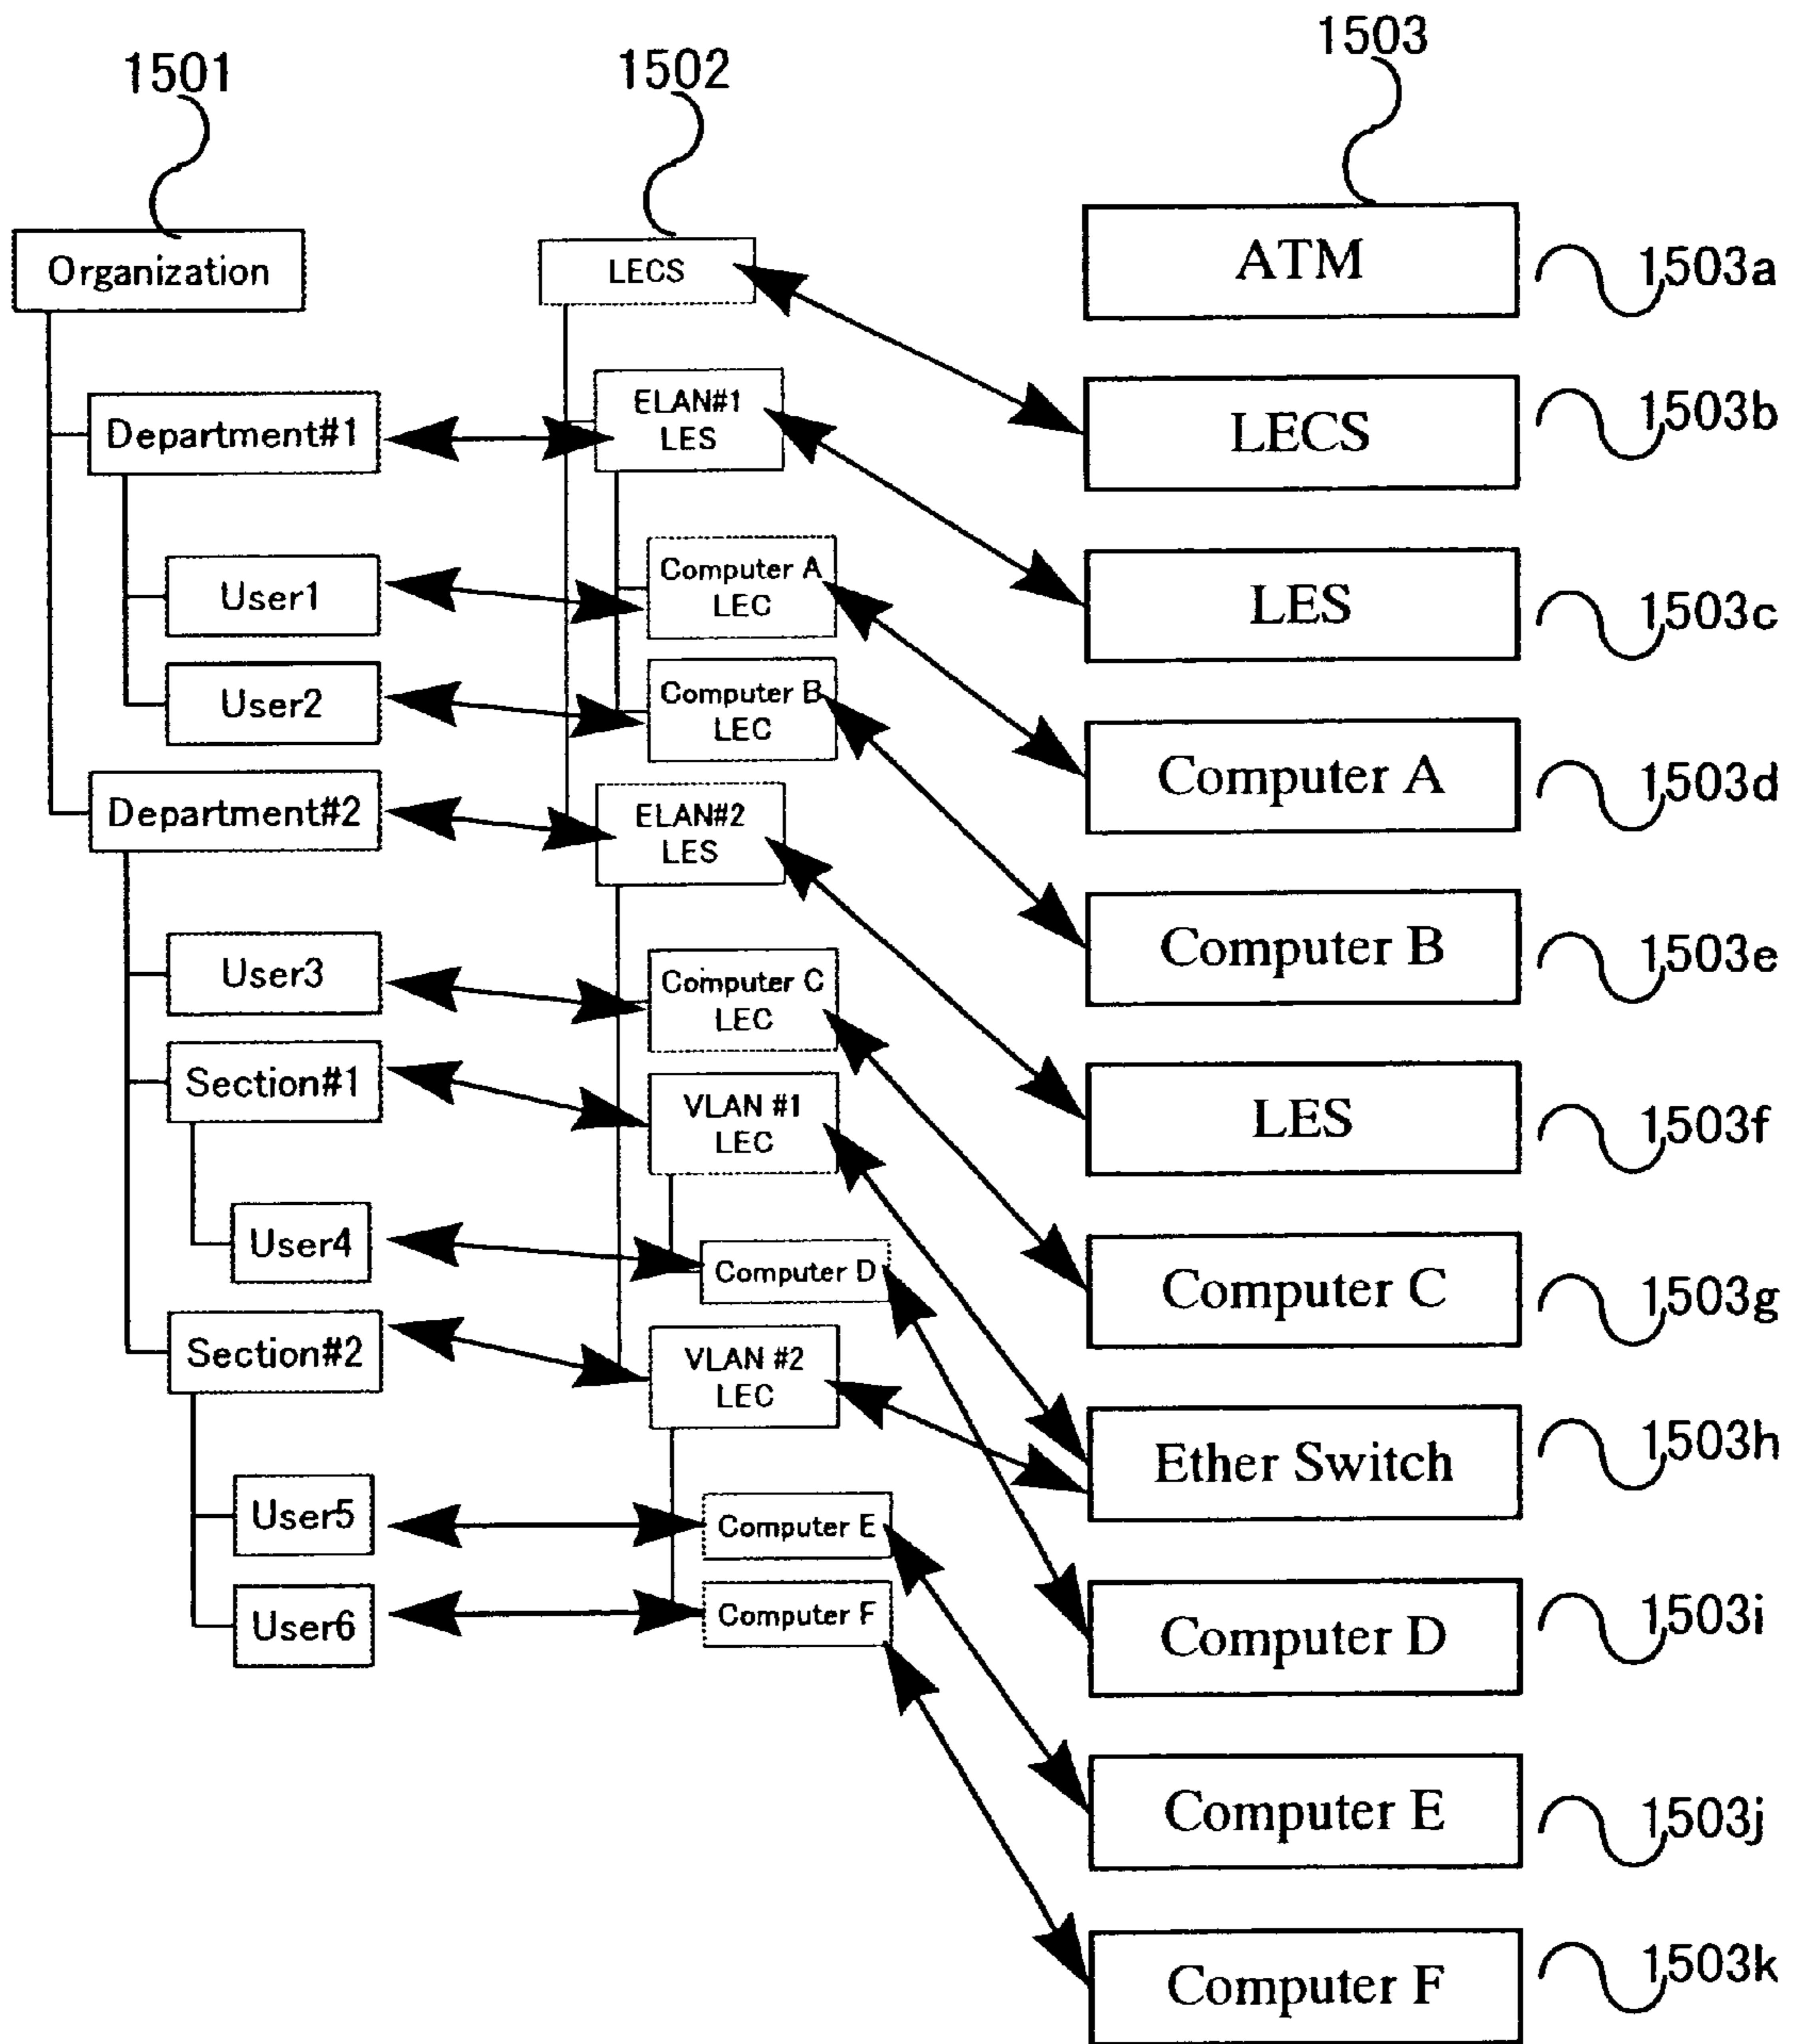 1501
1502
1503
Organization
LECS
ATM
1503a
Department#1
ELAN#1
LES
LECS
1503b
User1
Computer A
LEC
LES
1503c
User2
Computer B
LEC
Computer A
1503d
Department#2
ELAN#2
LES
Computer B
1503e
User3
Computer C
LEC
LES
1503f
Section#1
VLAN #1
LEC
User4
Computer D
Computer C
1503g
Section#2
VLAN #2
LEC
Ether Switch
1503h
User5
Computer E
User6
Computer F
Computer D
1503i
Computer E
1503j
Computer F
1503k